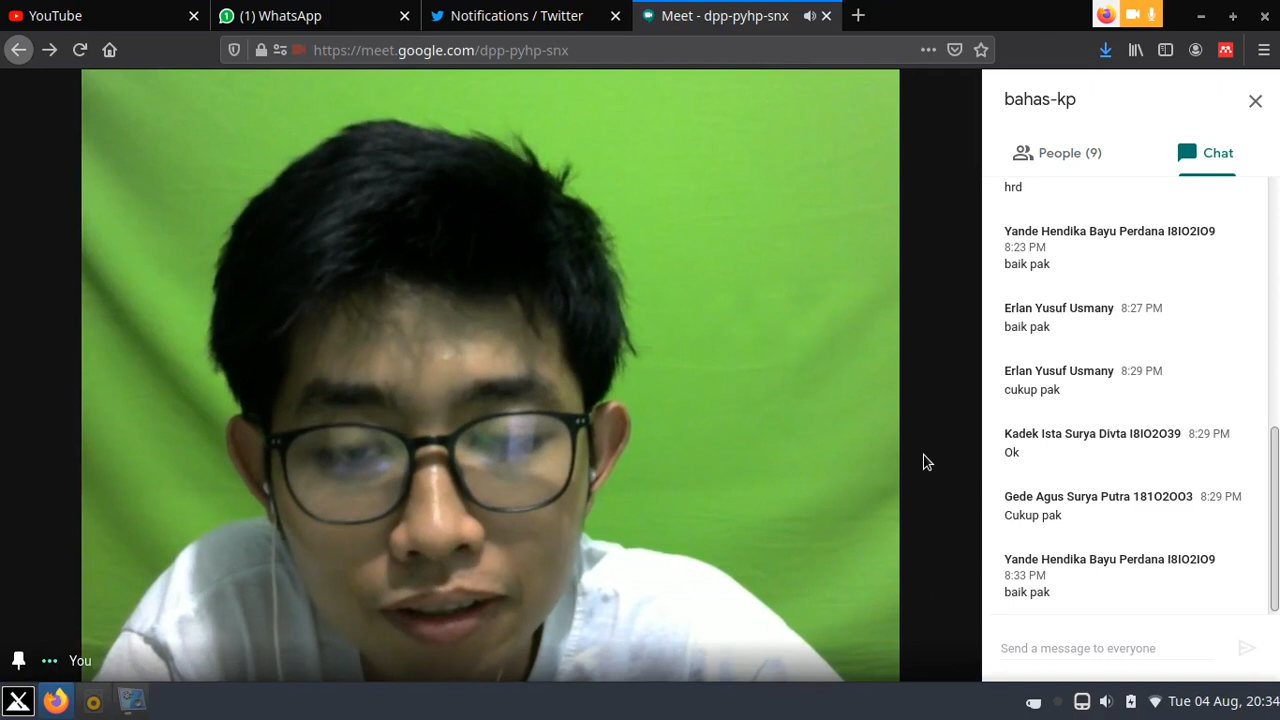 YouTube
(1) WhatsApp
Notifications / Twitter
Meet - dpp-pyhp-snx
https://meet.google.com/dpp-pyhp-snx
bahas-kp
People (9)
Chat
hrd
Yande Hendika Bayu Perdana I8IO2IO9
8:23 PM
baik pak
Erlan Yusuf Usmany 8:27 PM
baik pak
Erlan Yusuf Usmany 8:29 PM
cukup pak
Kadek Ista Surya Divta I8IO2O39 8:29 PM
Ok
Gede Agus Surya Putra 181O2OO3 8:29 PM
Cukup pak
Yande Hendika Bayu Perdana I8IO2IO9
8:33 PM
baik pak
Send a message to everyone
You
Tue 04 Aug, 20:34